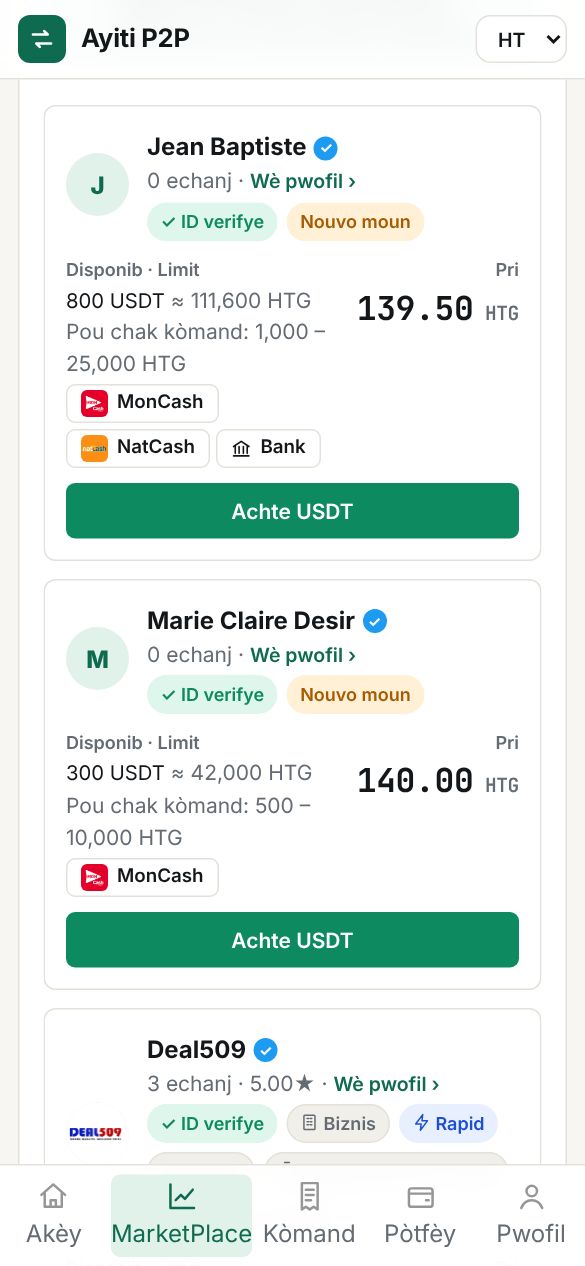 Ayiti P2P
HT
Jean Baptiste
J
0 echanj · Wè pwofil ›
✓ ID verifye
Nouvo moun
Disponib · Limit
Pri
800 USDT ≈ 111,600 HTG
139.50 HTG
Pou chak kòmand: 1,000 –
25,000 HTG
MonCash
NatCash
Bank
Achte USDT
Marie Claire Desir
M
0 echanj · Wè pwofil ›
✓ ID verifye
Nouvo moun
Disponib · Limit
Pri
300 USDT ≈ 42,000 HTG
140.00 HTG
Pou chak kòmand: 500 –
10,000 HTG
MonCash
Achte USDT
Deal509
3 echanj · 5.00★ · Wè pwofil ›
DEAL509
✓ ID verifye
Biznis
Rapid
Akèy
MarketPlace
Kòmand
Pòtfèy
Pwofil